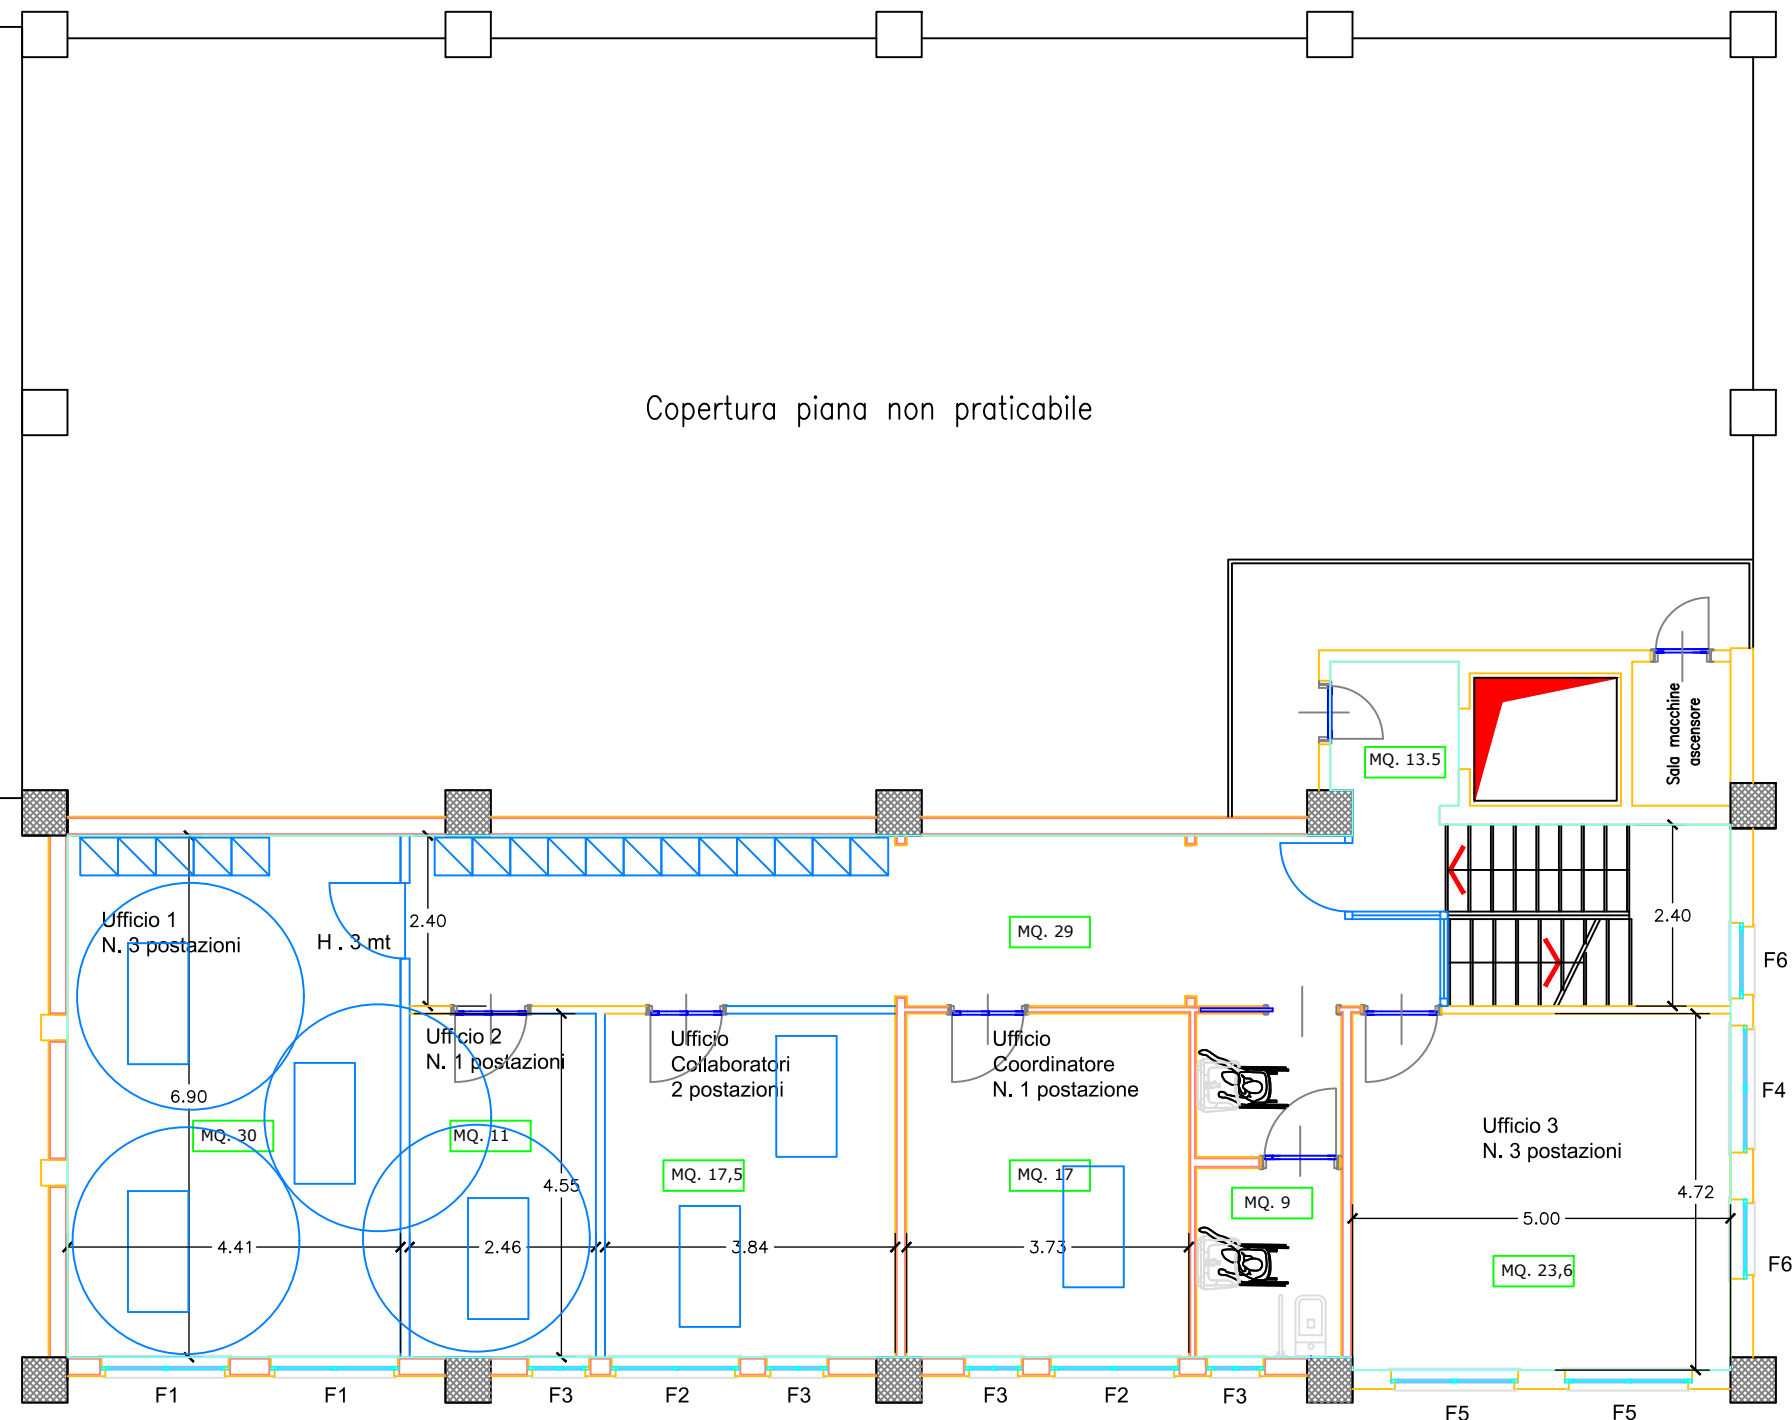 Copertura piana non praticabile
Sala macchine
ascensore
MQ. 13.5
Ufficio 1
N. 3 postazioni
H . 3 mt
2.40
MQ. 29
2.40
F6
Ufficio 2
N. 1 postazioni
Ufficio
Collaboratori
2 postazioni
Ufficio
Coordinatore
N. 1 postazione
F4
6.90
MQ. 30
MQ. 11
Ufficio 3
N. 3 postazioni
4.55
MQ. 17,5
MQ. 17
MQ. 9
4.72
4.41
2.46
3.84
3.73
5.00
MQ. 23,6
F6
F1
F1
F3
F2
F3
F3
F2
F3
F5
F5